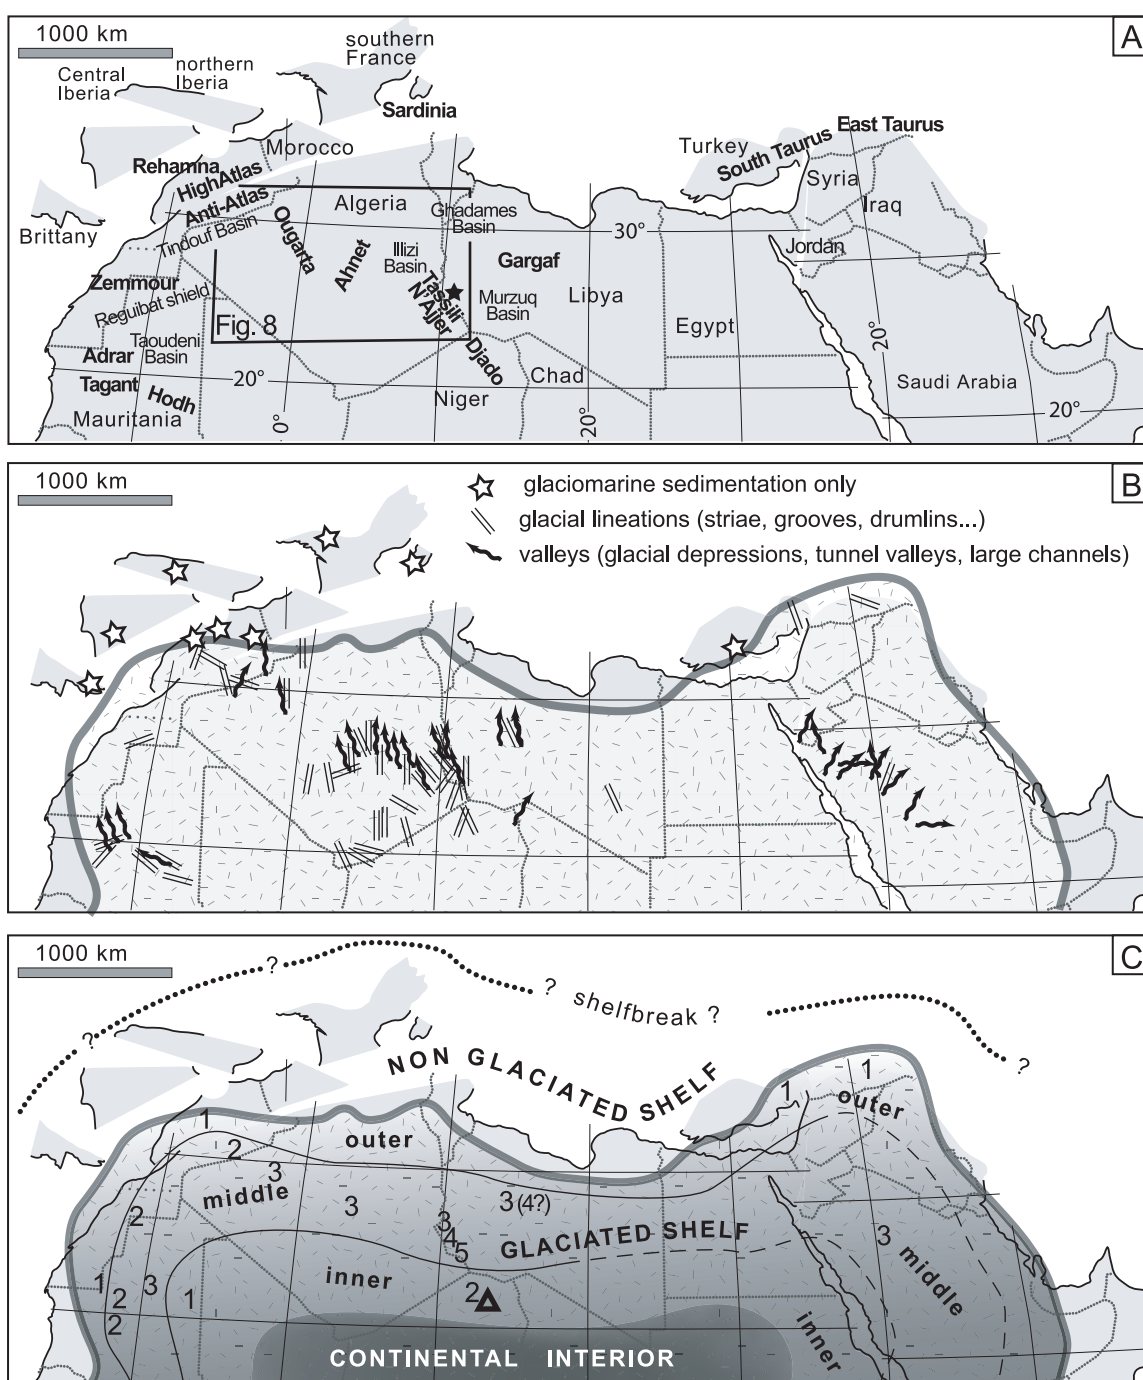 1000 km
A
southern
France
northern
Iberia
Central
Iberia
Sardinia
Morocco
Turkey
South Taurus
East Taurus
Rehamna
HighAtlas
Anti-Atlas
Tindouf Basin
Brittany
Algeria
Ghadames
Basin
Syria
Iraq
Jordan
30°
Ougarta
Ahnet
Illizi
Basin
Gargaf
Zemmour
Reguibat shield
Tassili
N'Ajjer
Murzuq
Basin
Libya
Egypt
Fig. 8
Taoudeni
Basin
Adrar
Djado
20°
Tagant
Hodh
20°
Chad
Niger
Saudi Arabia
Mauritania
0°
20°
20°
1000 km
B
glaciomarine sedimentation only
glacial lineations (striae, grooves, drumlins...)
valleys (glacial depressions, tunnel valleys, large channels)
1000 km
C
?
?
? shelfbreak ?
?
NON GLACIATED SHELF
1
1
outer
1
2
3
outer
middle
3
3 (4?)
2
3
4
5
GLACIATED SHELF
3
middle
inner
1
2
3
1
2
2
inner
CONTINENTAL INTERIOR